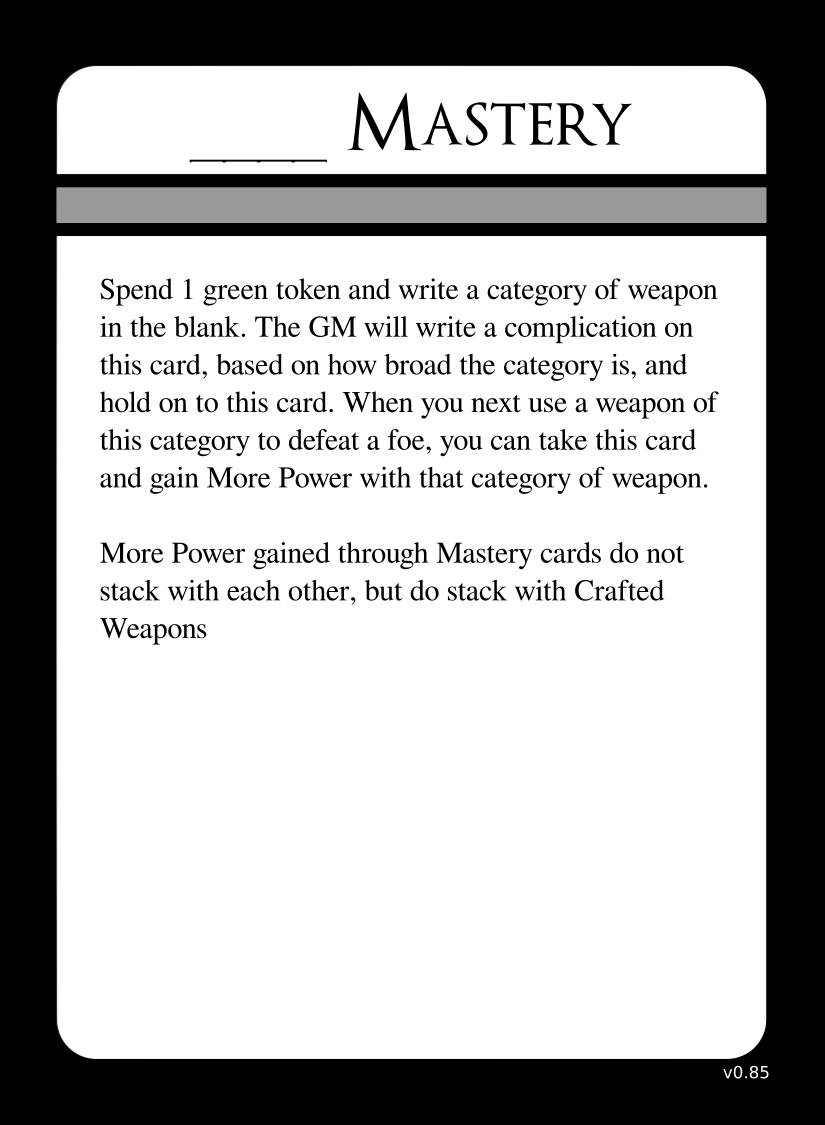 ____ Mastery
Spend 1 green token and write a category of weapon
in the blank. The GM will write a complication on
this card, based on how broad the category is, and
hold on to this card. When you next use a weapon of
this category to defeat a foe, you can take this card
and gain More Power with that category of weapon.
More Power gained through Mastery cards do not
stack with each other, but do stack with Crafted
Weapons
v0.85